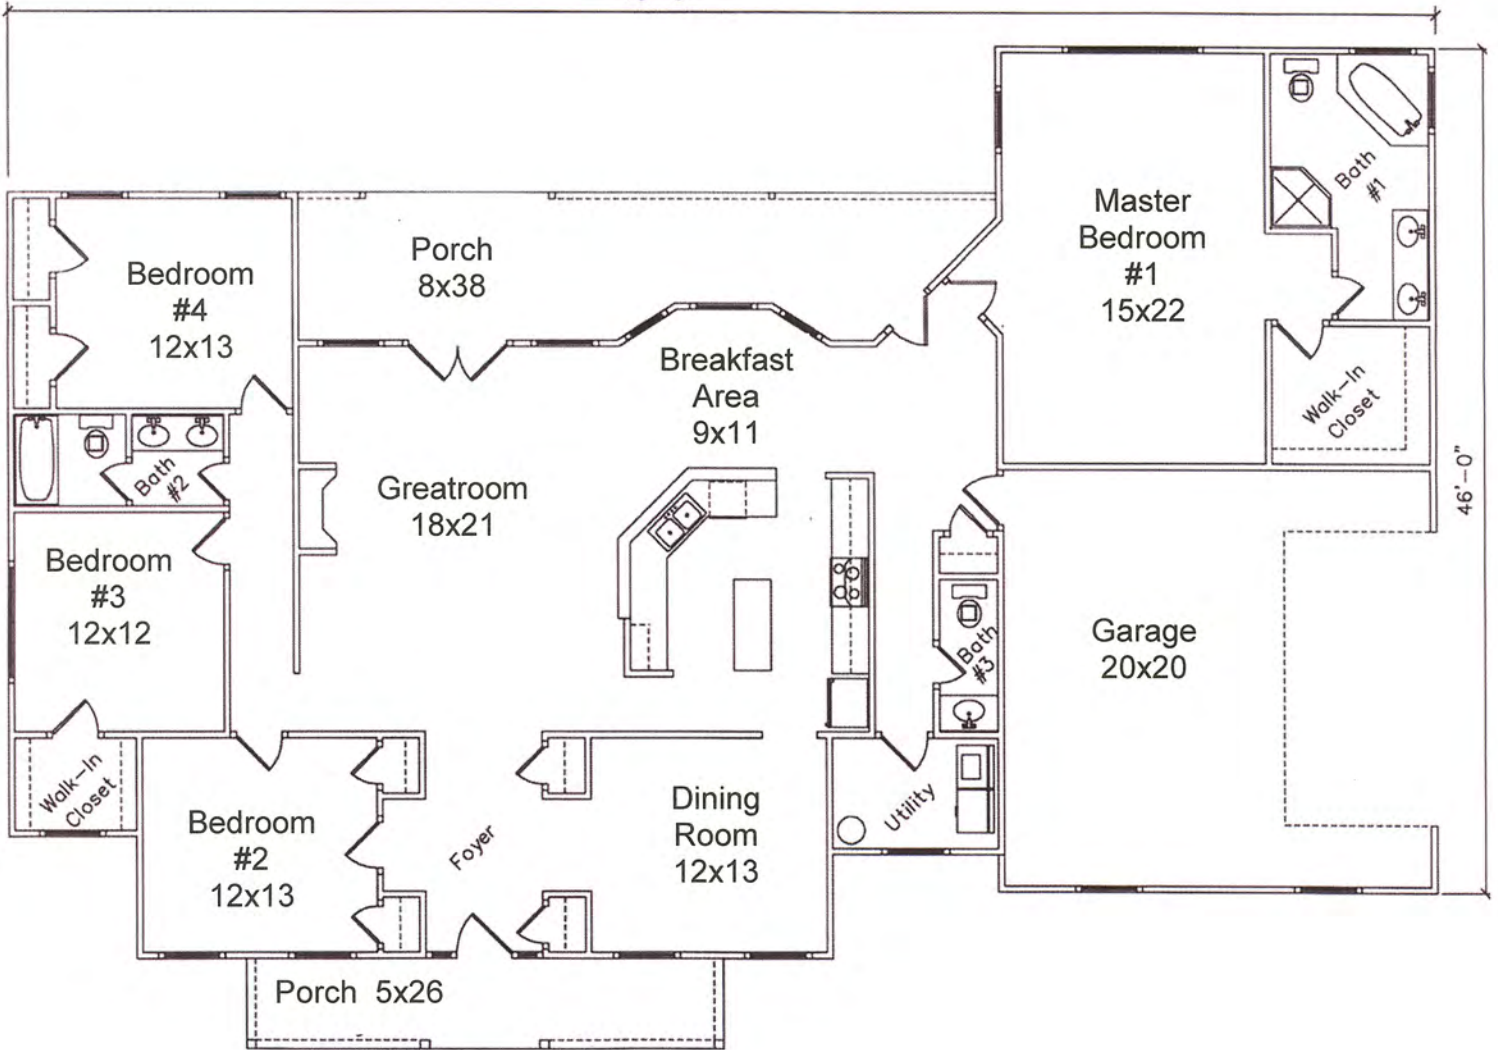 Master
Bedroom
#1
15x22
Bath
#1
Porch
8x38
Bedroom
#4
12x13
Breakfast
Area
9x11
Walk-In
Closet
46'-0"
Bath
#2
Greatroom
18x21
Bedroom
#3
12x12
Bath
#3
Garage
20x20
Walk-In
Closet
Bedroom
#2
12x13
Foyer
Dining
Room
12x13
Utility
Porch 5x26